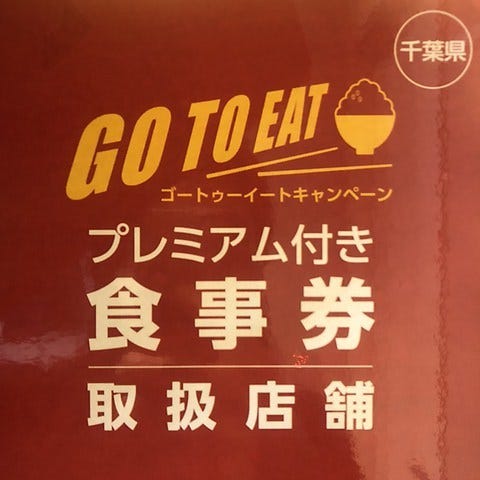 千葉県
GO TO EAT
ゴートゥーイートキャンペーン
プレミアム付き
食事券
取扱店舗